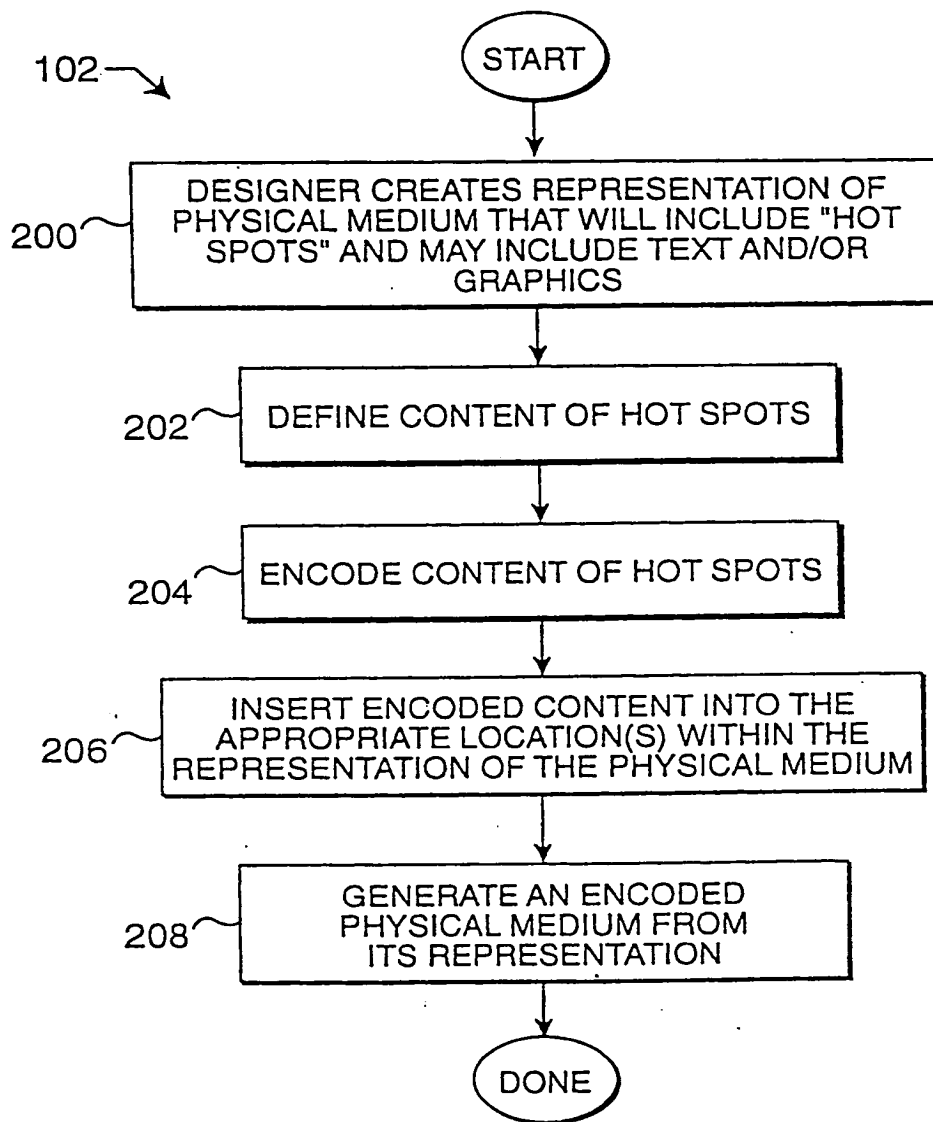 START
102
DESIGNER CREATES REPRESENTATION OF
PHYSICAL MEDIUM THAT WILL INCLUDE "HOT
SPOTS" AND MAY INCLUDE TEXT AND/OR
GRAPHICS
200
DEFINE CONTENT OF HOT SPOTS
202
ENCODE CONTENT OF HOT SPOTS
204
INSERT ENCODED CONTENT INTO THE
APPROPRIATE LOCATION(S) WITHIN THE
REPRESENTATION OF THE PHYSICAL MEDIUM
206
GENERATE AN ENCODED
PHYSICAL MEDIUM FROM
ITS REPRESENTATION
208
DONE